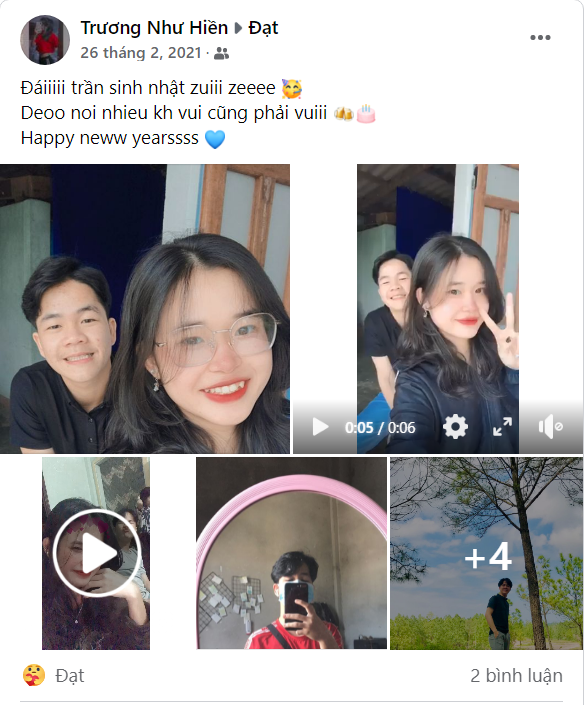 Trương Như Hiền ▸ Đạt
26 tháng 2, 2021 ·
Đáiiiii trần sinh nhật zuiii zeeee 🥳
Deoo noi nhieu kh vui cũng phải vuiii 🍻🎂
Happy neww yearssss 💙
0:05 / 0:06
+4
Đạt
2 bình luận